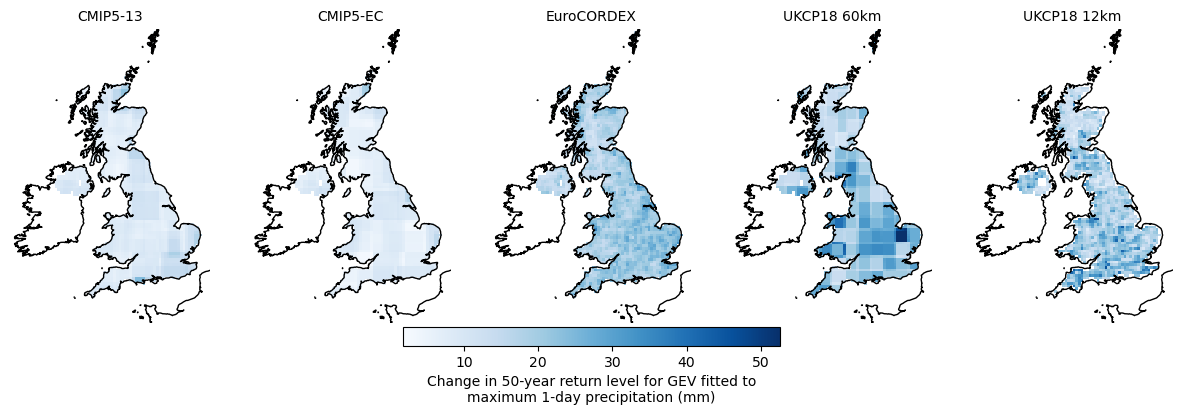 CMIP5-13
CMIP5-EC
EuroCORDEX
UKCP18 60km
UKCP18 12km
10
20
30
40
50
Change in 50-year return level for GEV fitted to
maximum 1-day precipitation (mm)